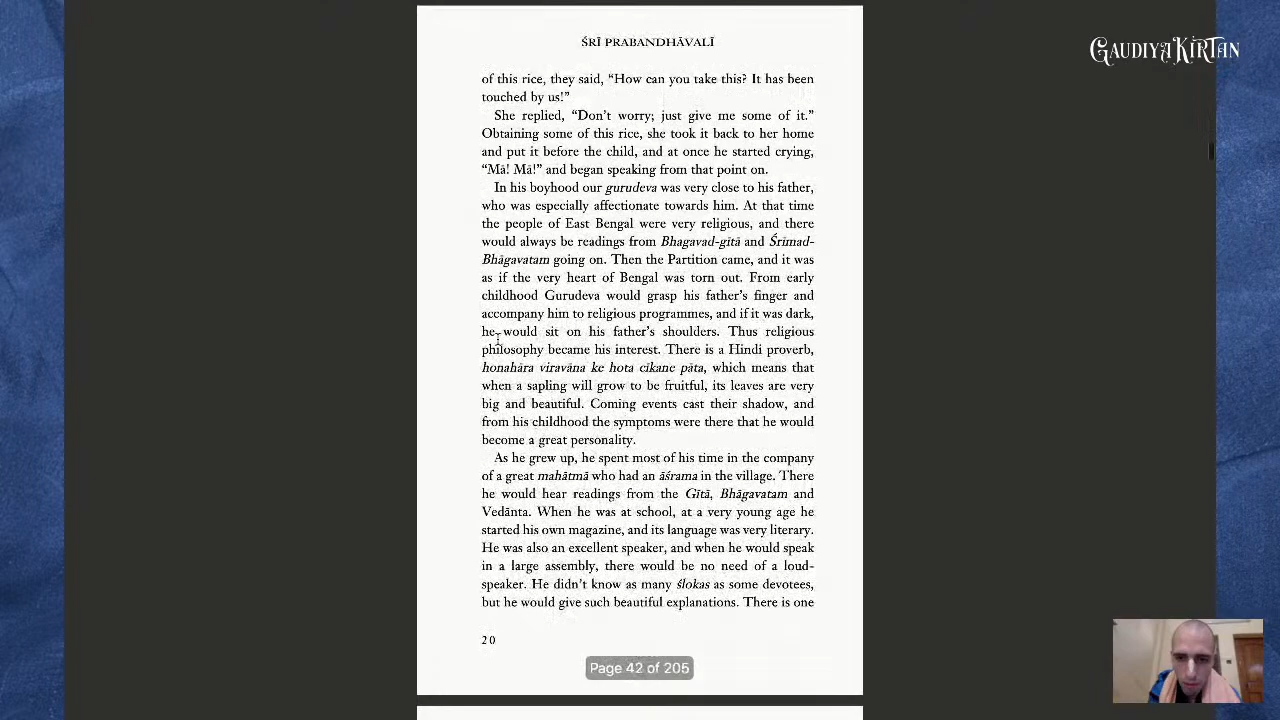 ŚRĪ PRABANDHĀVALĪ
GAUDIYA KIRTAN
of this rice, they said, “How can you take this? It has been
touched by us!”
She replied, “Don’t worry; just give me some of it.”
Obtaining some of this rice, she took it back to her home
and put it before the child, and at once he started crying,
“Mā! Mā!” and began speaking from that point on.
In his boyhood our gurudeva was very close to his father,
who was especially affectionate towards him. At that time
the people of East Bengal were very religious, and there
would always be readings from Bhagavad-gītā and Śrīmad-
Bhāgavatam going on. Then the Partition came, and it was
as if the very heart of Bengal was torn out. From early
childhood Gurudeva would grasp his father’s finger and
accompany him to religious programmes, and if it was dark,
he would sit on his father’s shoulders. Thus religious
philosophy became his interest. There is a Hindi proverb,
honahāra viravāna ke hota cīkane pāta, which means that
when a sapling will grow to be fruitful, its leaves are very
big and beautiful. Coming events cast their shadow, and
from his childhood the symptoms were there that he would
become a great personality.
As he grew up, he spent most of his time in the company
of a great mahātmā who had an āśrama in the village. There
he would hear readings from the Gītā, Bhāgavatam and
Vedānta. When he was at school, at a very young age he
started his own magazine, and its language was very literary.
He was also an excellent speaker, and when he would speak
in a large assembly, there would be no need of a loud-
speaker. He didn’t know as many ślokas as some devotees,
but he would give such beautiful explanations. There is one
20
Page 42 of 205